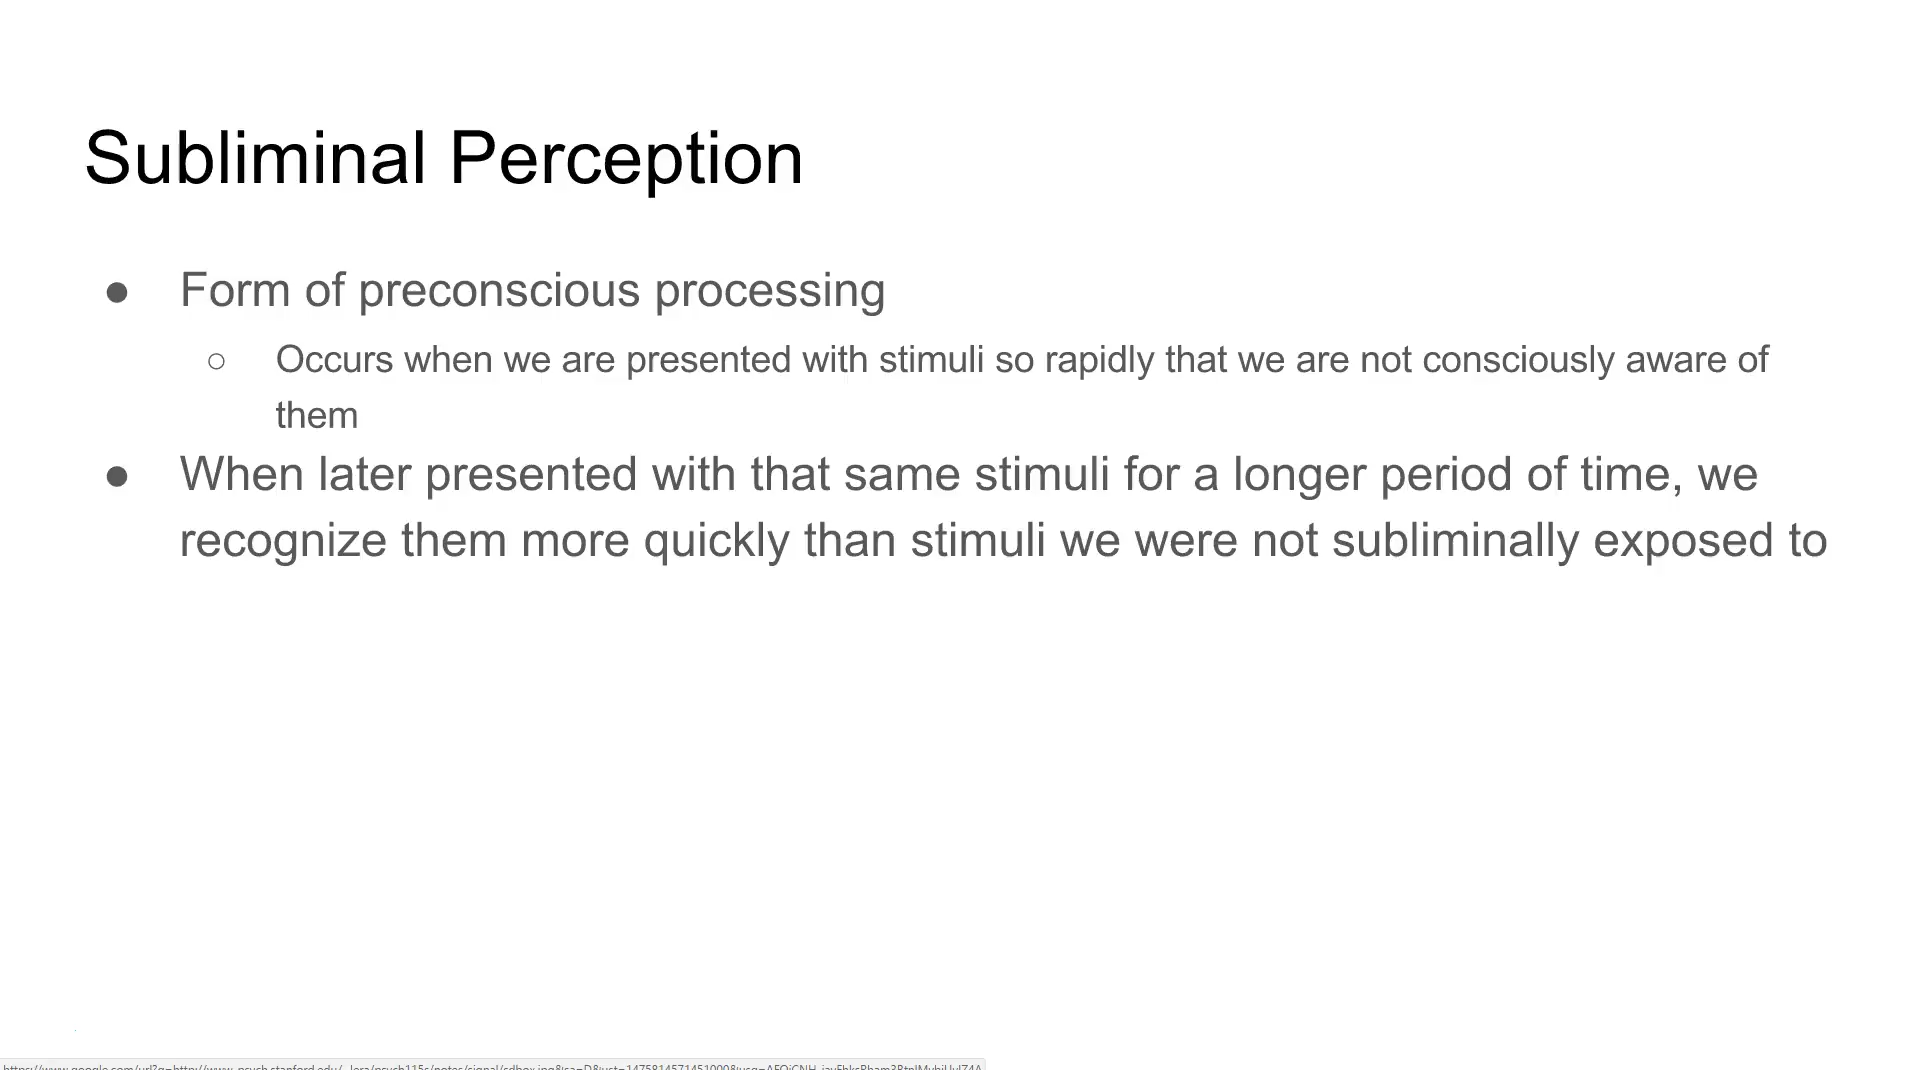 Subliminal Perception
● Form of preconscious processing
○ Occurs when we are presented with stimuli so rapidly that we are not consciously aware of
them
● When later presented with that same stimuli for a longer period of time, we
recognize them more quickly than stimuli we were not subliminally exposed to